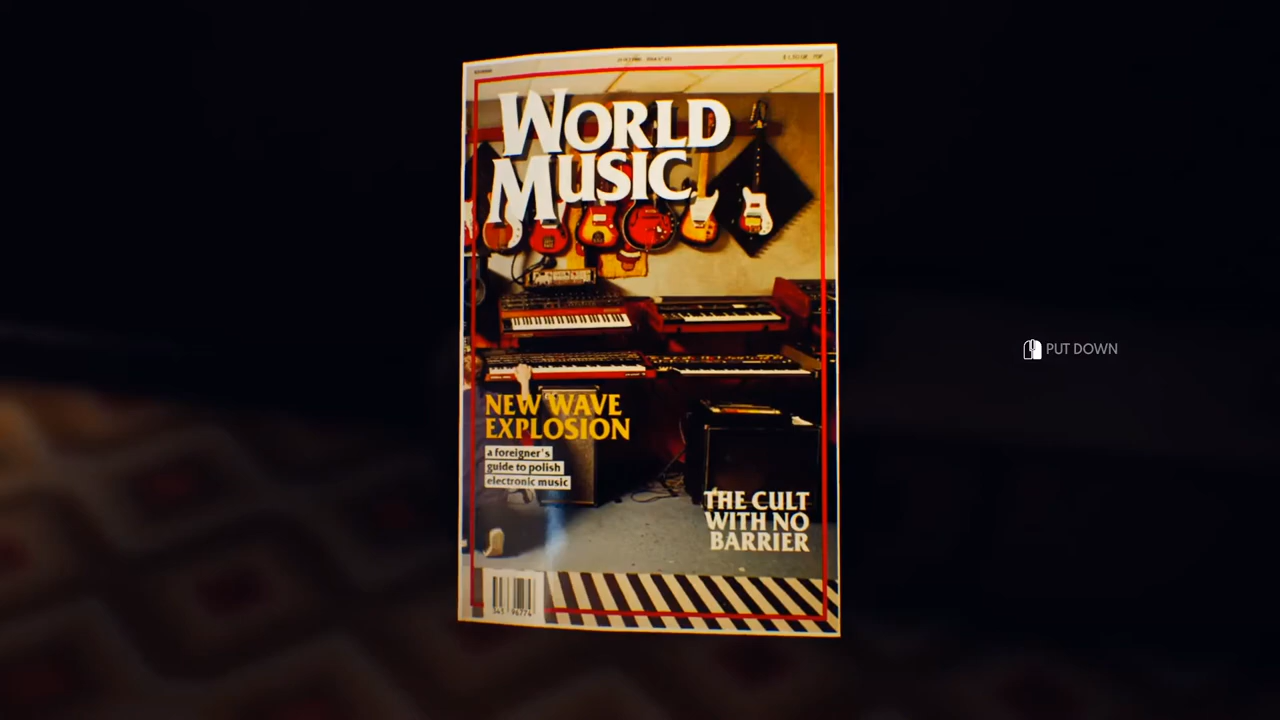 WORLD
MUSIC
NEW WAVE
EXPLOSION
a foreigner's
guide to polish
electronic music
THE CULT
WITH NO
BARRIER
PUT DOWN